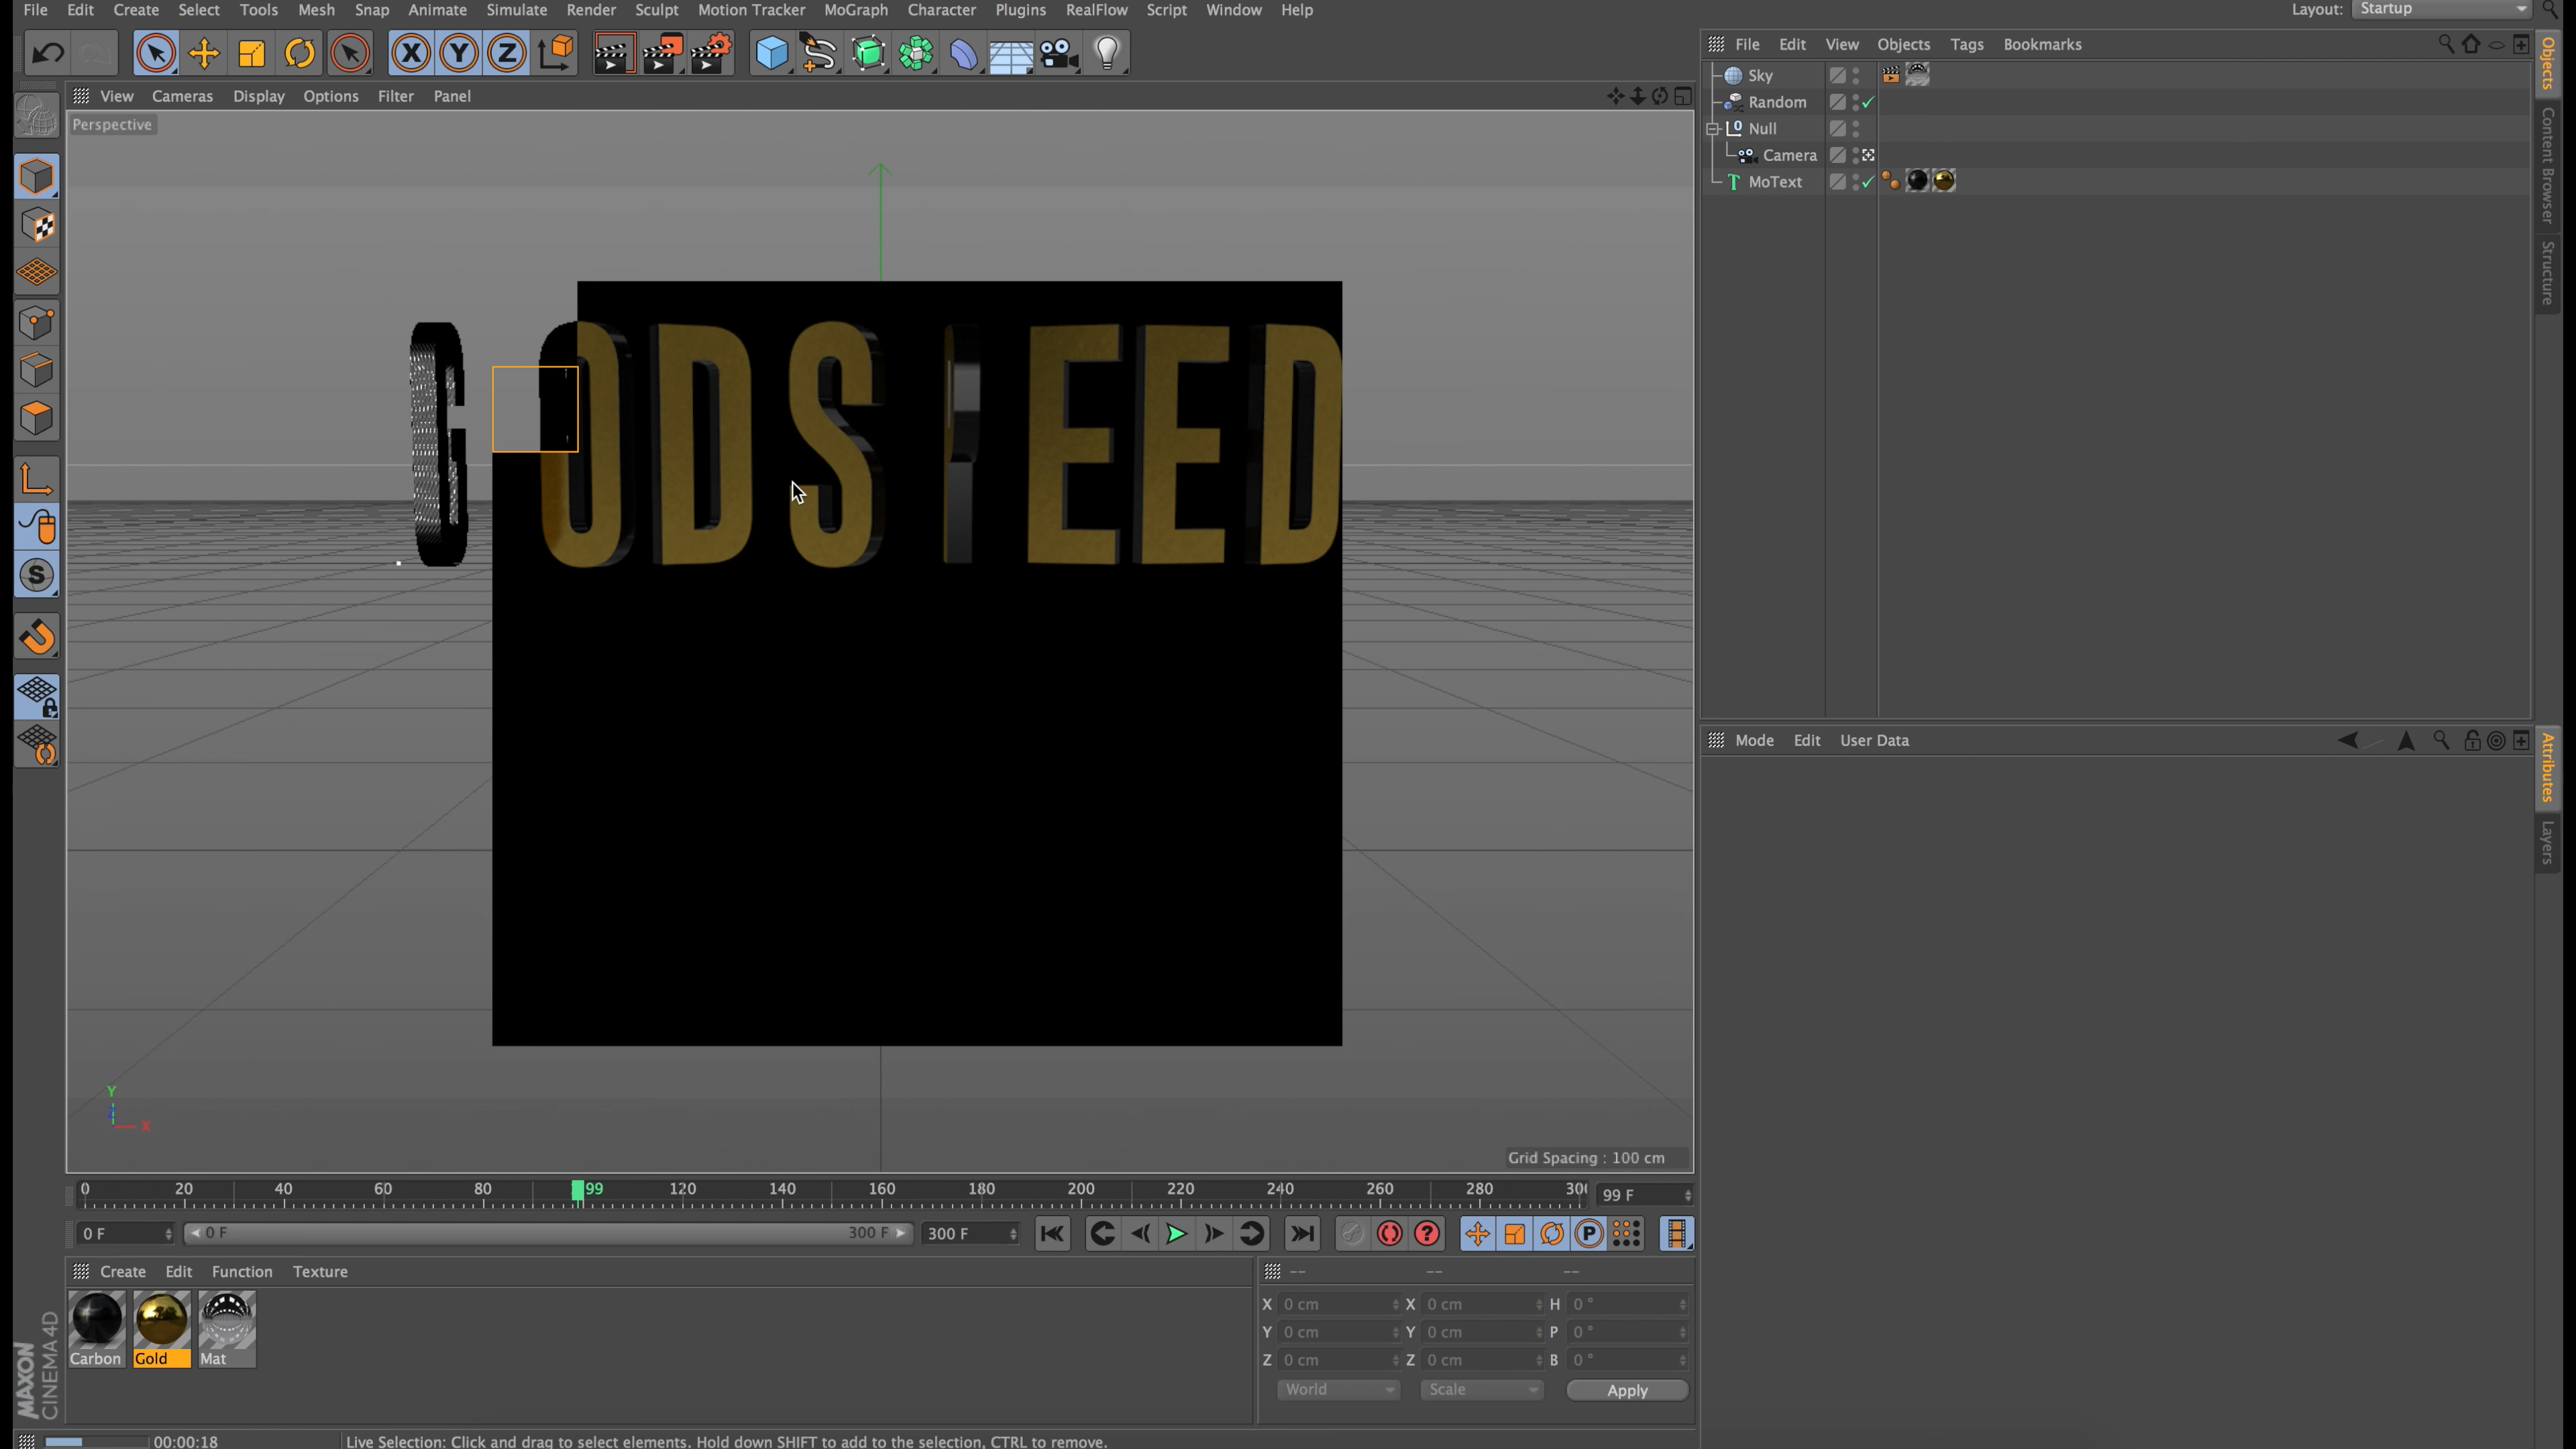 File Edit Create Select Tools Mesh Snap Animate Simulate Render Sculpt Motion Tracker MoGraph Character Plugins RealFlow Script Window Help Layout: Startup
X Y Z
File Edit View Objects Tags Bookmarks
View Cameras Display Options Filter Panel
Perspective
Sky
Random
Null
Camera
MoText
Objects
Content Browser
Structure
GODS EED
S
Mode Edit User Data
Attributes
Layers
Y
Z
X
Grid Spacing : 100 cm
0 20 40 60 80 99 120 140 160 180 200 220 240 260 280 300 99 F
0 F 0 F 300 F 300 F P
Create Edit Function Texture
-- -- --
Carbon Gold Mat
X 0 cm X 0 cm H 0 °
Y 0 cm Y 0 cm P 0 °
Z 0 cm Z 0 cm B 0 °
World Scale Apply
MAXON
CINEMA 4D
00:00:18 Live Selection: Click and drag to select elements. Hold down SHIFT to add to the selection, CTRL to remove.